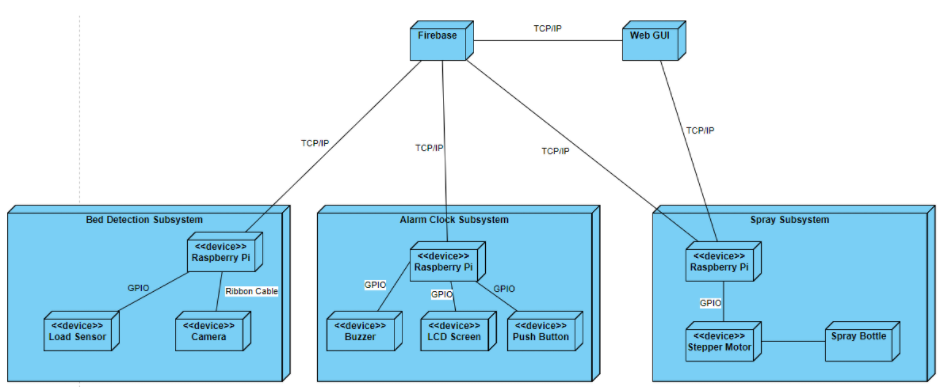 Firebase
TCP/IP
Web GUI
TCP/IP
TCP/IP
TCP/IP
TCP/IP
Bed Detection Subsystem
<<device>>
Raspberry Pi
GPIO
Ribbon Cable
<<device>>
Load Sensor
<<device>>
Camera
Alarm Clock Subsystem
<<device>>
Raspberry Pi
GPIO
GPIO
GPIO
<<device>>
Buzzer
<<device>>
LCD Screen
<<device>>
Push Button
Spray Subsystem
<<device>>
Raspberry Pi
GPIO
<<device>>
Stepper Motor
Spray Bottle